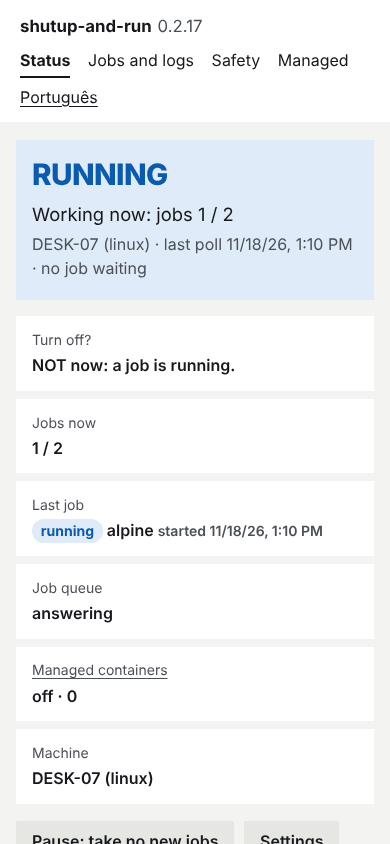 shutup-and-run 0.2.17
Status Jobs and logs Safety Managed
Português
RUNNING
Working now: jobs 1 / 2
DESK-07 (linux) · last poll 11/18/26, 1:10 PM
· no job waiting
Turn off?
NOT now: a job is running.
Jobs now
1 / 2
Last job
running alpine started 11/18/26, 1:10 PM
Job queue
answering
Managed containers
off · 0
Machine
DESK-07 (linux)
Pause: take no new jobs Settings